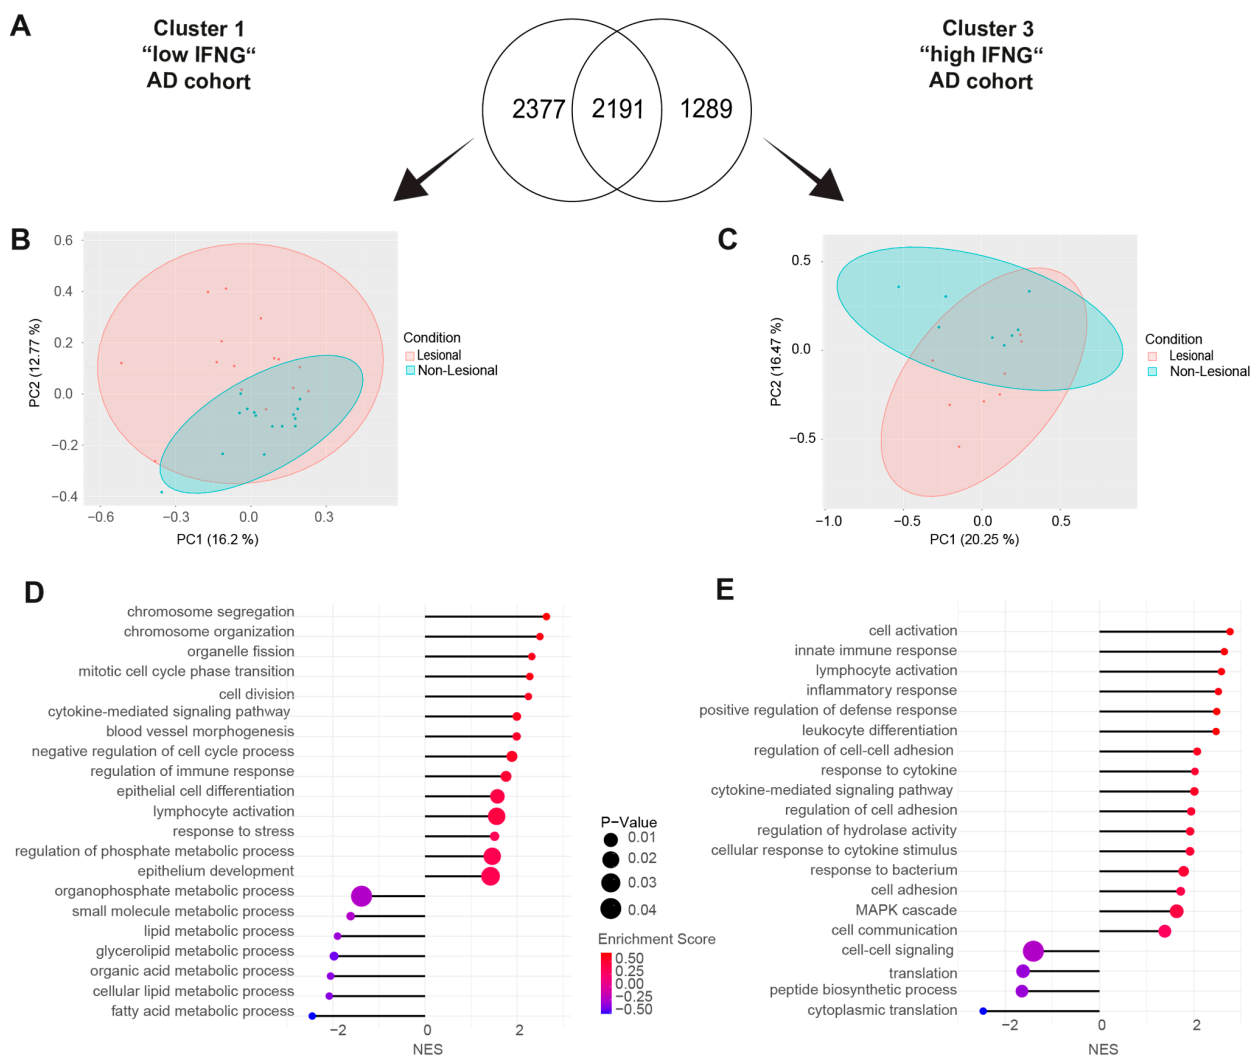 A
Cluster 1
“low IFNG“
AD cohort
2377
2191
1289
Cluster 3
“high IFNG“
AD cohort
B
0.6
0.4
0.2
0.0
−0.2
−0.4
PC2 (12.77 %)
−0.6
−0.3
0.0
0.3
PC1 (16.2 %)
Condition
Lesional
Non-Lesional
C
0.5
0.0
−0.5
PC2 (16.47 %)
−1.0
−0.5
0.0
0.5
PC1 (20.25 %)
Condition
Lesional
Non-Lesional
D
chromosome segregation
chromosome organization
organelle fission
mitotic cell cycle phase transition
cell division
cytokine-mediated signaling pathway
blood vessel morphogenesis
negative regulation of cell cycle process
regulation of immune response
epithelial cell differentiation
lymphocyte activation
response to stress
regulation of phosphate metabolic process
epithelium development
organophosphate metabolic process
small molecule metabolic process
lipid metabolic process
glycerolipid metabolic process
organic acid metabolic process
cellular lipid metabolic process
fatty acid metabolic process
−2
0
2
NES
P−Value
0.01
0.02
0.03
0.04
Enrichment Score
0.50
0.25
0.00
−0.25
−0.50
E
cell activation
innate immune response
lymphocyte activation
inflammatory response
positive regulation of defense response
leukocyte differentiation
regulation of cell-cell adhesion
response to cytokine
cytokine-mediated signaling pathway
regulation of cell adhesion
regulation of hydrolase activity
cellular response to cytokine stimulus
response to bacterium
cell adhesion
MAPK cascade
cell communication
cell-cell signaling
translation
peptide biosynthetic process
cytoplasmic translation
−2
0
2
NES